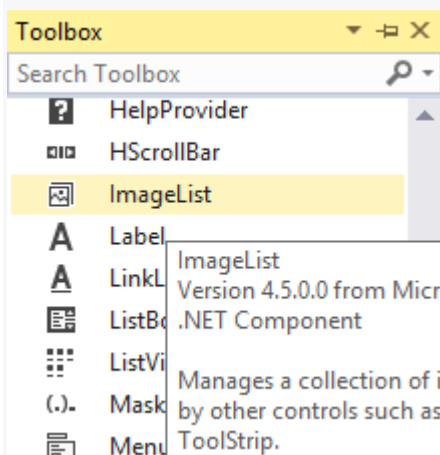 Toolbox
Search Toolbox
HelpProvider
HScrollBar
ImageList
Label
LinkL
ListBo
ListVi
Mask
Menu
ImageList
Version 4.5.0.0 from Micr
.NET Component
Manages a collection of i
by other controls such as
ToolStrip.